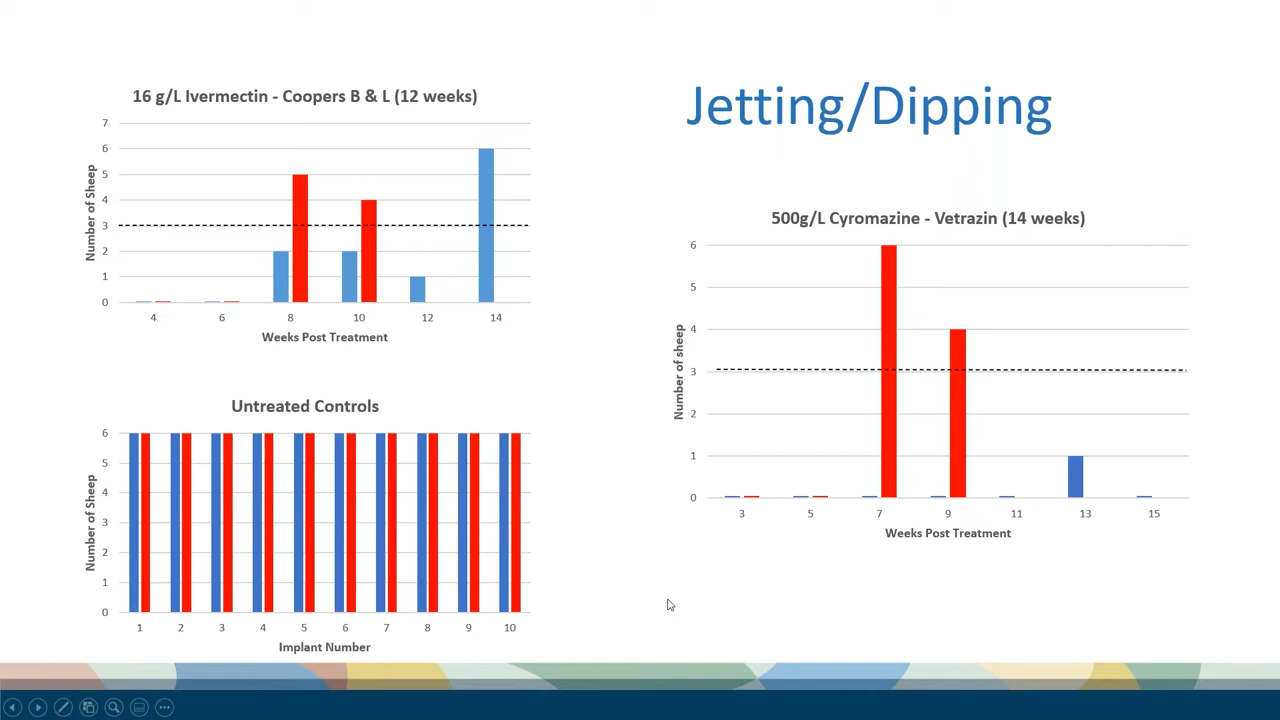 Jetting/Dipping
16 g/L Ivermectin - Coopers B & L (12 weeks)
Number of Sheep
7
6
5
4
3
2
1
0
4 6 8 10 12 14
Weeks Post Treatment
Untreated Controls
Number of Sheep
6
5
4
3
2
1
0
1 2 3 4 5 6 7 8 9 10
Implant Number
500g/L Cyromazine - Vetrazin (14 weeks)
Number of sheep
6
5
4
3
2
1
0
3 5 7 9 11 13 15
Weeks Post Treatment